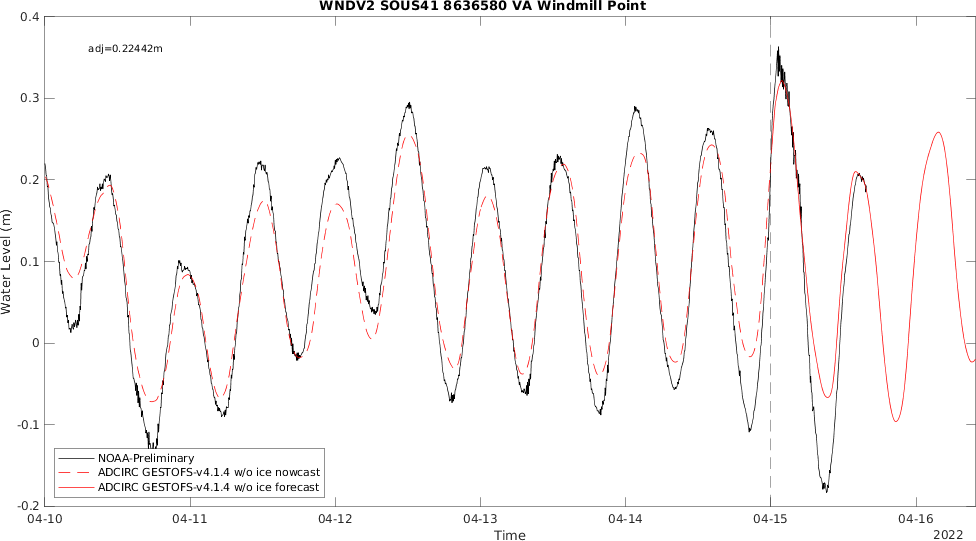 WNDV2 SOUS41 8636580 VA Windmill Point
adj=0.22442m
0.4
0.3
0.2
0.1
0
-0.1
-0.2
Water Level (m)
NOAA-Preliminary
ADCIRC GESTOFS-v4.1.4 w/o ice nowcast
ADCIRC GESTOFS-v4.1.4 w/o ice forecast
04-10 04-11 04-12 04-13 04-14 04-15 04-16
Time
2022